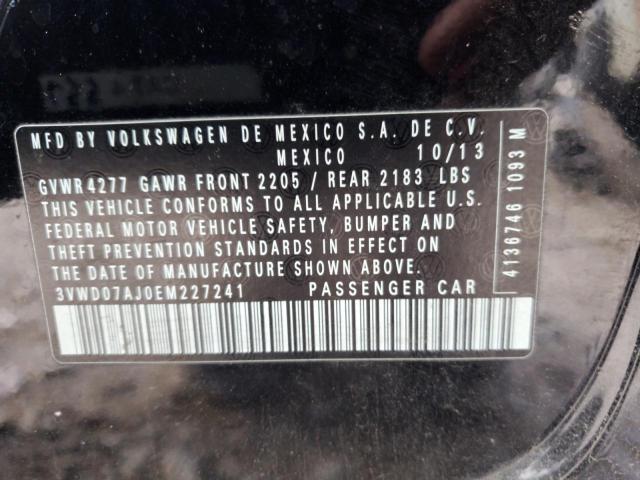 MFD BY VOLKSWAGEN DE MEXICO S.A. DE C.V.
MEXICO 10/13
GVWR 4277 GAWR FRONT 2205 / REAR 2183 LBS
THIS VEHICLE CONFORMS TO ALL APPLICABLE U.S.
FEDERAL MOTOR VEHICLE SAFETY, BUMPER AND
THEFT PREVENTION STANDARDS IN EFFECT ON
THE DATE OF MANUFACTURE SHOWN ABOVE.
3VWD07AJ0EM227241 PASSENGER CAR
4136746 1093 M